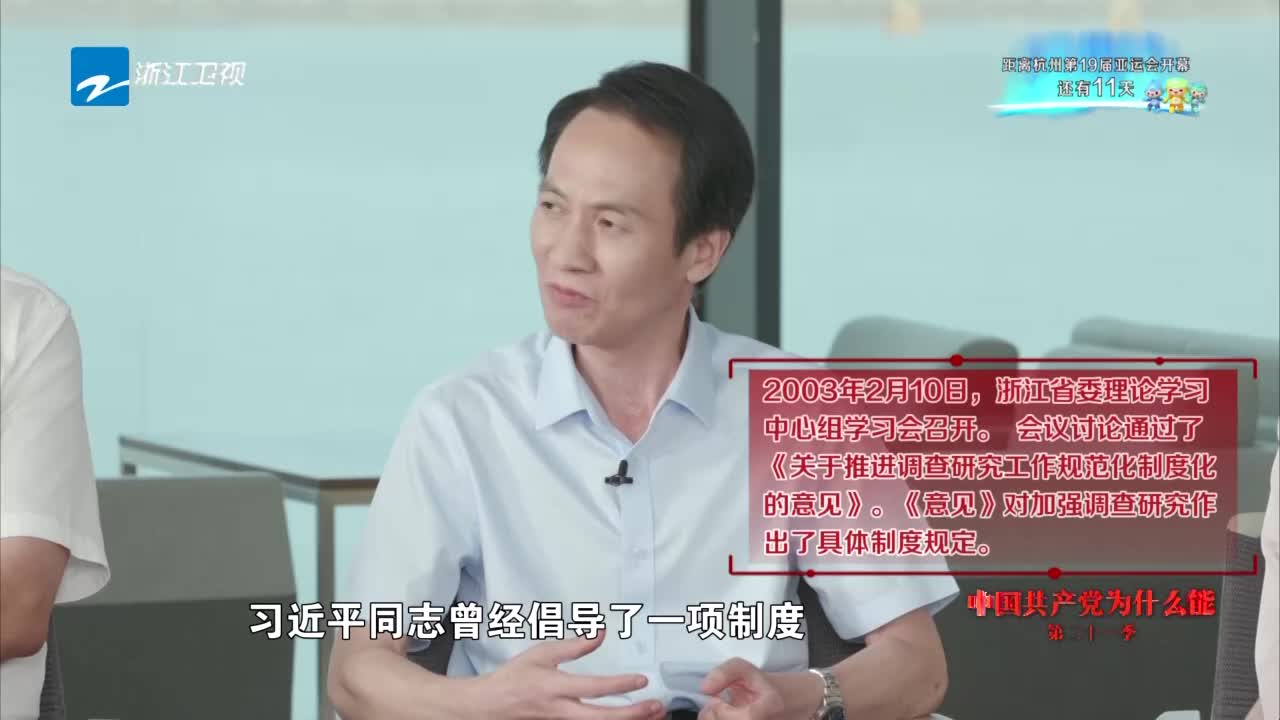 浙江卫视
距离杭州第19届亚运会开幕
还有11天
2003年2月10日，浙江省委理论学习
中心组学习会召开。 会议讨论通过了
《关于推进调查研究工作规范化制度化
的意见》。《意见》对加强调查研究作
出了具体制度规定。
中国共产党为什么能
第二十一季
习近平同志曾经倡导了一项制度